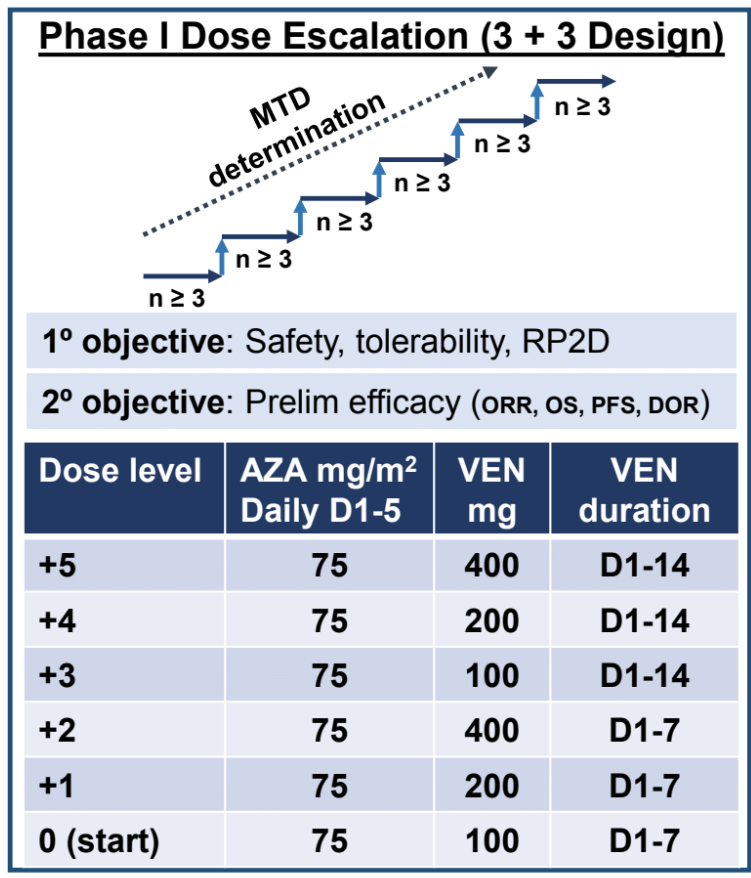 Phase I Dose Escalation (3 + 3 Design)
MTD
determination
n ≥ 3
n ≥ 3
n ≥ 3
n ≥ 3
n ≥ 3
n ≥ 3
1º objective: Safety, tolerability, RP2D
2º objective: Prelim efficacy (ORR, OS, PFS, DOR)
Dose level AZA mg/m² VEN VEN
Daily D1-5 mg duration
+5 75 400 D1-14
+4 75 200 D1-14
+3 75 100 D1-14
+2 75 400 D1-7
+1 75 200 D1-7
0 (start) 75 100 D1-7